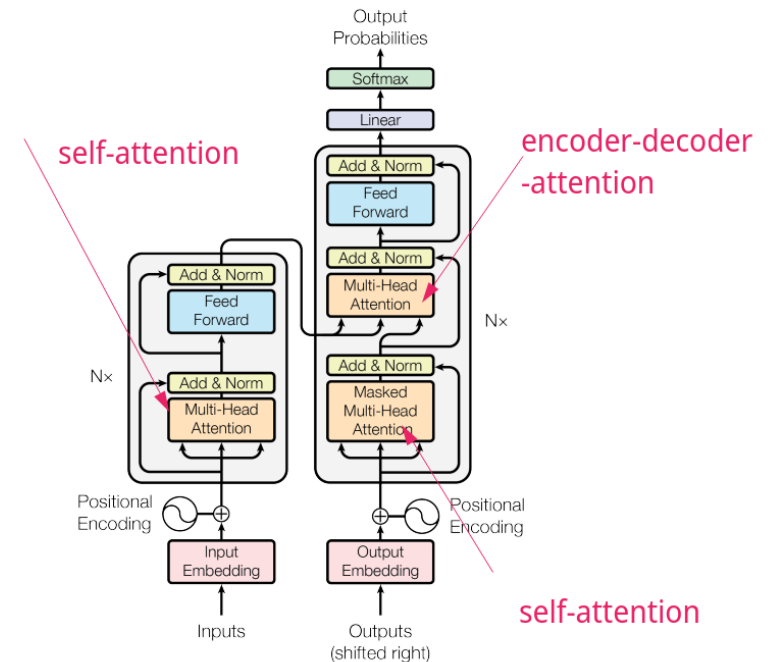 Output
Probabilities
Softmax
Linear
encoder-decoder
-attention
self-attention
Add & Norm
Feed
Forward
Add & Norm
Multi-Head
Attention
Add & Norm
Feed
Forward
N×
N×
Add & Norm
Masked
Multi-Head
Attention
Add & Norm
Multi-Head
Attention
Positional
Encoding
Positional
Encoding
Input
Embedding
Output
Embedding
self-attention
Inputs
Outputs
(shifted right)